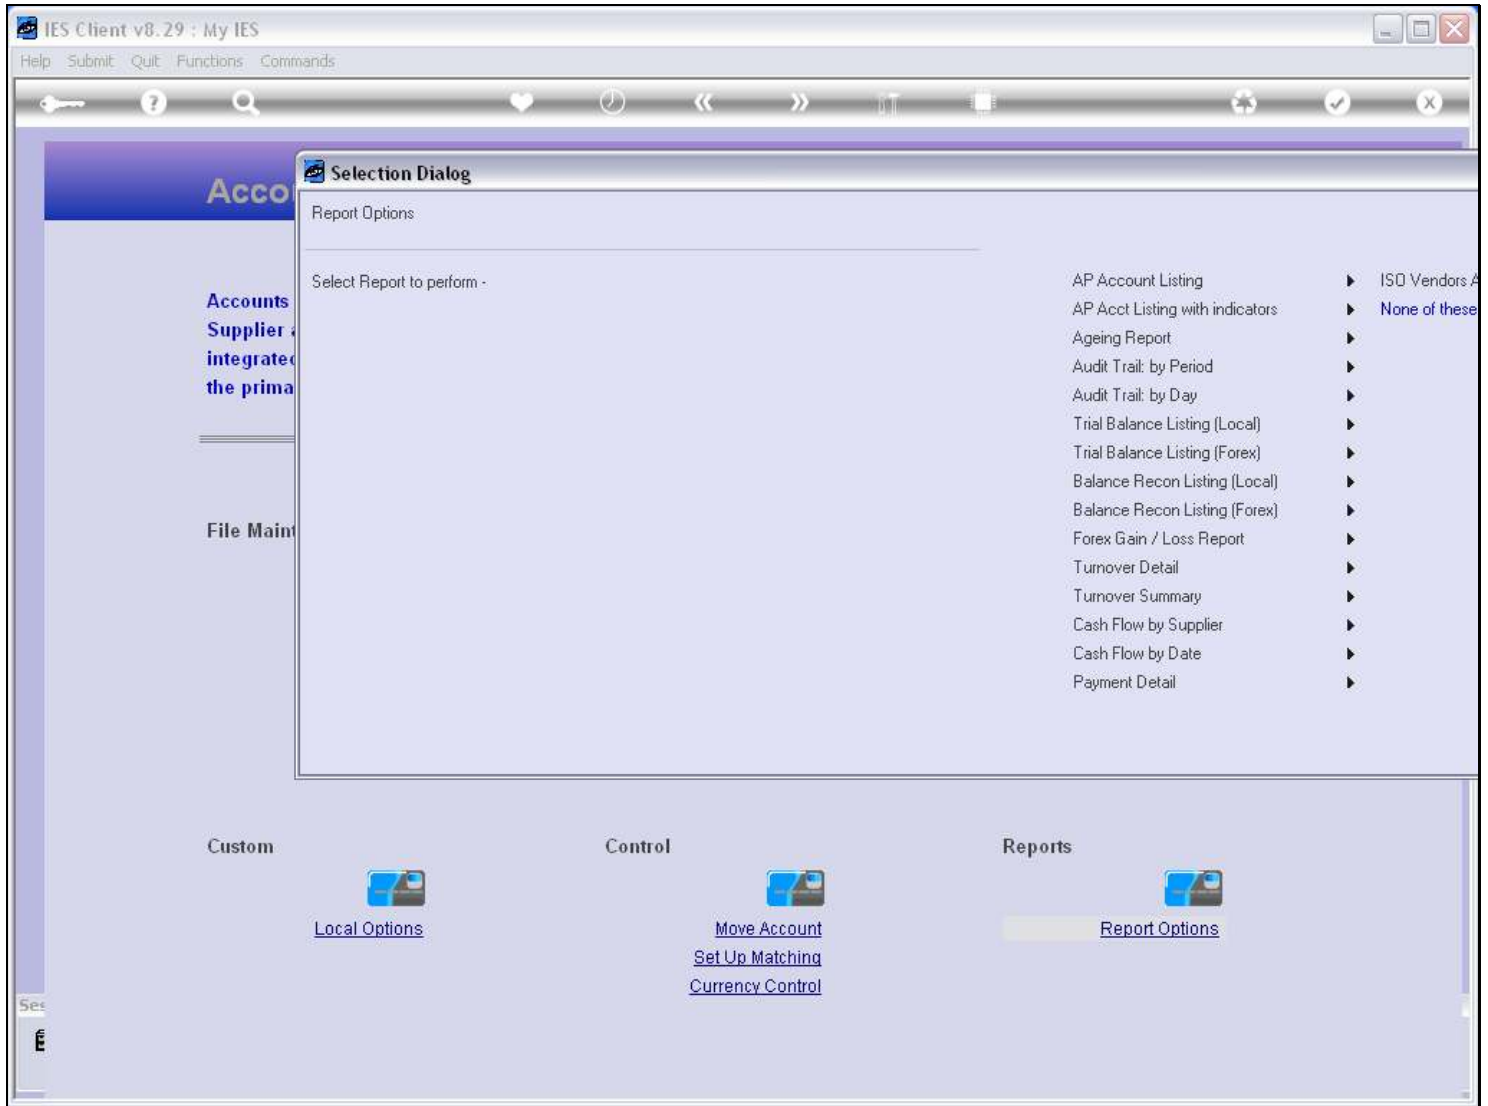 IES Client v8.29 : My IES
Help Submit Quit Functions Commands
Selection Dialog
Report Options
Select Report to perform -
AP Account Listing
AP Acct Listing with indicators
Ageing Report
Audit Trail: by Period
Audit Trail: by Day
Trial Balance Listing (Local)
Trial Balance Listing (Forex)
Balance Recon Listing (Local)
Balance Recon Listing (Forex)
Forex Gain / Loss Report
Turnover Detail
Turnover Summary
Cash Flow by Supplier
Cash Flow by Date
Payment Detail
ISO Vendors A
None of these
Acco
Accounts
Supplier
integrated
the prima
File Maint
Custom
Local Options
Control
Move Account
Set Up Matching
Currency Control
Reports
Report Options
Ses